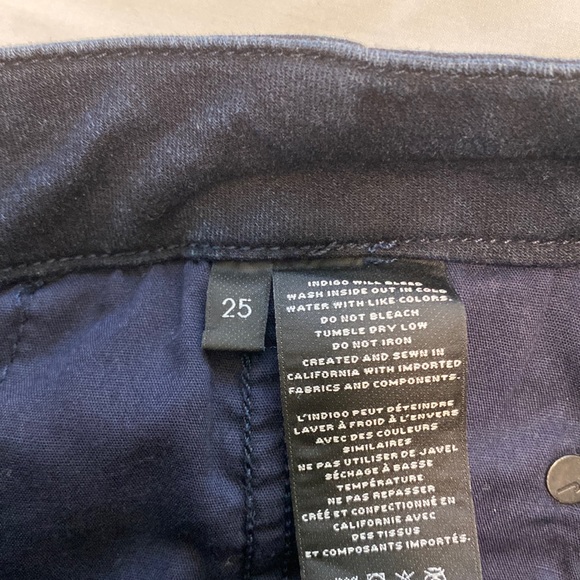 25
INDIGO WILL BLEED
WASH INSIDE OUT IN COLD
WATER WITH LIKE COLORS.
DO NOT BLEACH
TUMBLE DRY LOW
DO NOT IRON
CREATED AND SEWN IN
CALIFORNIA WITH IMPORTED
FABRICS AND COMPONENTS.
L'INDIGO PEUT DÉTEINDRE
LAVER À FROID À L'ENVERS
AVEC DES COULEURS
SIMILAIRES
NE PAS UTILISER DE JAVEL
SÉCHAGE À BASSE
TEMPÉRATURE
NE PAS REPASSER
CRÉÉ ET CONFECTIONNÉ EN
CALIFORNIE AVEC
DES TISSUS
ET COMPOSANTS IMPORTÉS.